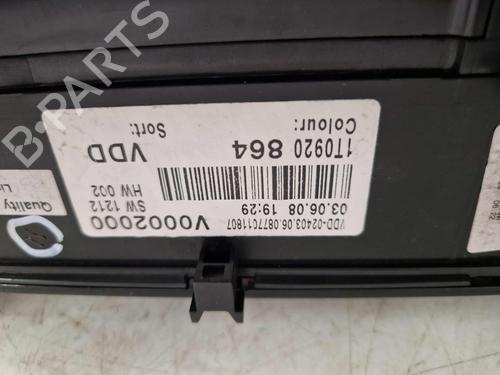 VDD-02403.06.0877011807
V0002000
SW 1212 03.06.08 19:29
HW 002
1T0920 864
VDD
Colour:
Sort:
Quality
B-PARTS